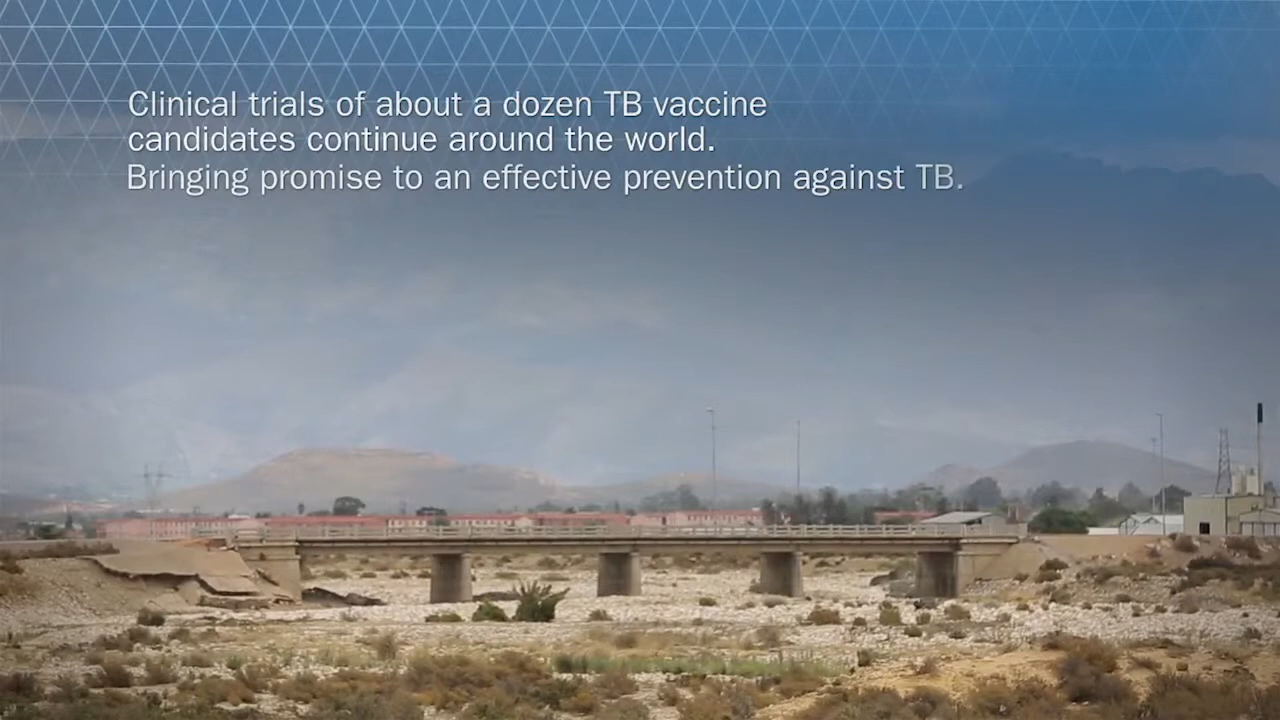 Clinical trials of about a dozen TB vaccine
candidates continue around the world.
Bringing promise to an effective prevention against TB.